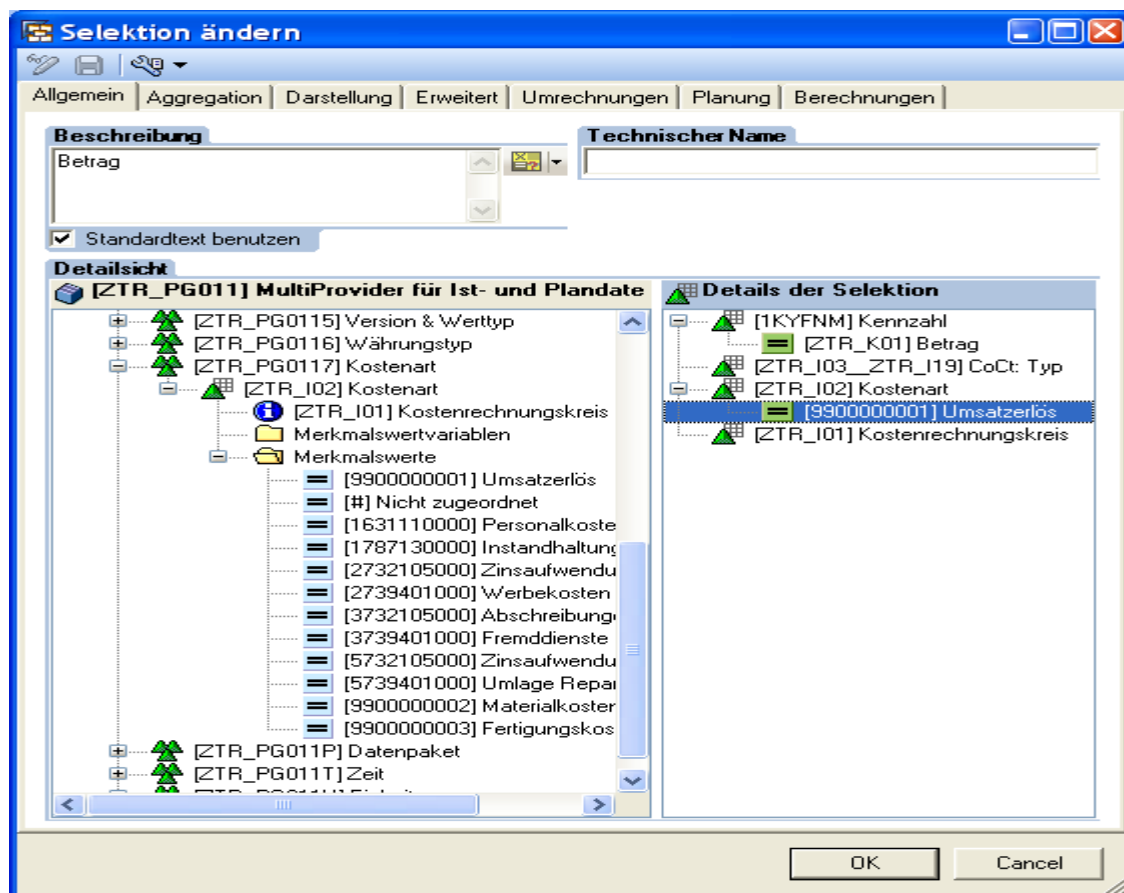 Selektion ändern
Allgemein Aggregation Darstellung Erweitert Umrechnungen Planung Berechnungen
Beschreibung
Betrag
Technischer Name
Standardtext benutzen
Detailsicht
[ZTR_PG011] MultiProvider für Ist- und Plandate
[ZTR_PG0115] Version & Werttyp
[ZTR_PG0116] Währungstyp
[ZTR_PG0117] Kostenart
[ZTR_I02] Kostenart
[ZTR_I01] Kostenrechnungskreis
Merkmalswertvariablen
Merkmalswerte
[9900000001] Umsatzerlös
[#] Nicht zugeordnet
[1631110000] Personalkoste
[1787130000] Instandhaltung
[2732105000] Zinsaufwendu
[2739401000] Werbekosten
[3732105000] Abschreibung
[3739401000] Fremddienste
[5732105000] Zinsaufwendu
[5739401000] Umlage Repar
[9900000002] Materialkoster
[9900000003] Fertigungskos
[ZTR_PG011P] Datenpaket
[ZTR_PG011T] Zeit
Details der Selektion
[1KYFNM] Kennzahl
[ZTR_K01] Betrag
[ZTR_I03__ZTR_I19] CoCt: Typ
[ZTR_I02] Kostenart
[9900000001] Umsatzerlös
[ZTR_I01] Kostenrechnungskreis
OK Cancel